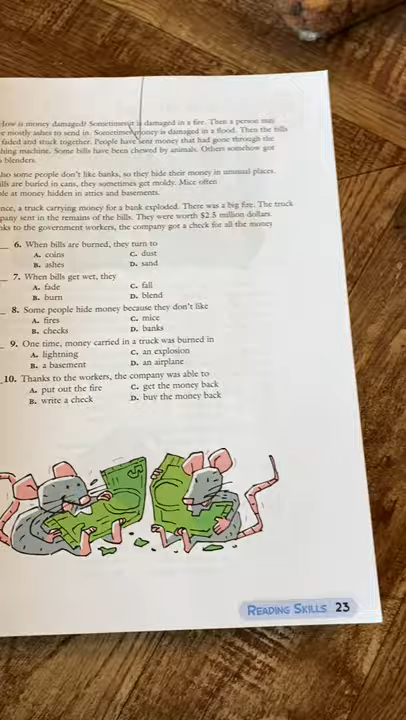 How is money damaged? Sometimes it is damaged in a fire. Then a person may
mostly ashes to send in. Sometimes money is damaged in a flood. Then the bills
faded and stuck together. People have sent money that had gone through the
hing machine. Some bills have been chewed by animals. Others somehow got
blenders.
lso some people don't like banks, so they hide their money in unusual places.
ills are buried in cans, they sometimes get moldy. Mice often
le at money hidden in attics and basements.
nce, a truck carrying money for a bank exploded. There was a big fire. The truck
pany sent in the remains of the bills. They were worth $2.5 million dollars.
nks to the government workers, the company got a check for all the money
6. When bills are burned, they turn to
A. coins C. dust
B. ashes D. sand
7. When bills get wet, they
A. fade C. fall
B. burn D. blend
8. Some people hide money because they don't like
A. fires C. mice
B. checks D. banks
9. One time, money carried in a truck was burned in
A. lightning C. an explosion
B. a basement D. an airplane
10. Thanks to the workers, the company was able to
A. put out the fire C. get the money back
B. write a check D. buy the money back
READING SKILLS 23